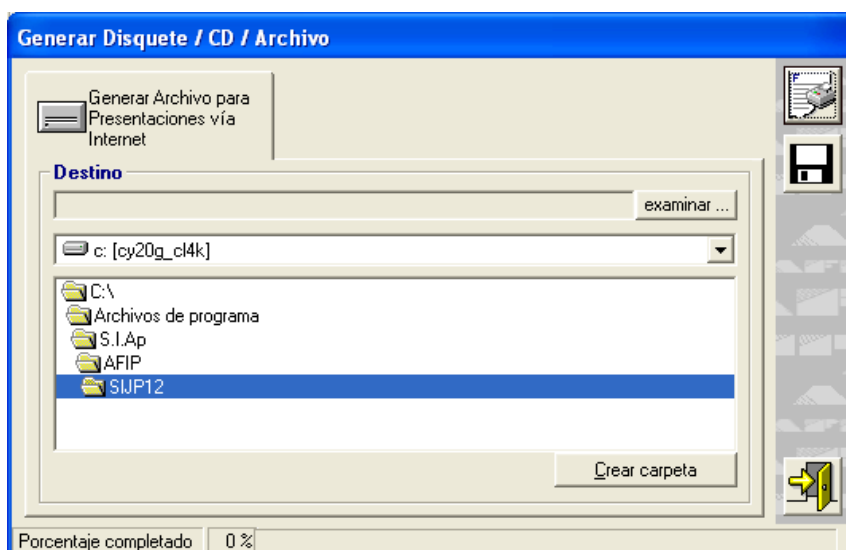 Generar Disquete / CD / Archivo
Generar Archivo para
Presentaciones vía
Internet
Destino
examinar ...
c: [cy20g_cl4k]
C:\
Archivos de programa
S.I.Ap
AFIP
SIJP12
Crear carpeta
Porcentaje completado 0 %